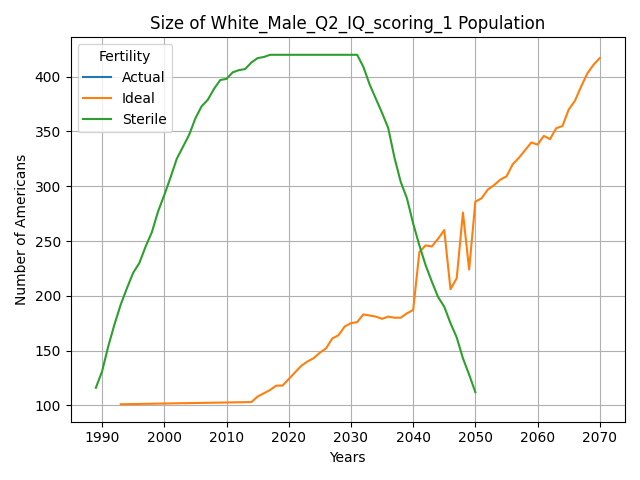 Size of White_Male_Q2_IQ_scoring_1 Population
Fertility
Actual
Ideal
Sterile
Number of Americans
400
350
300
250
200
150
100
1990 2000 2010 2020 2030 2040 2050 2060 2070
Years